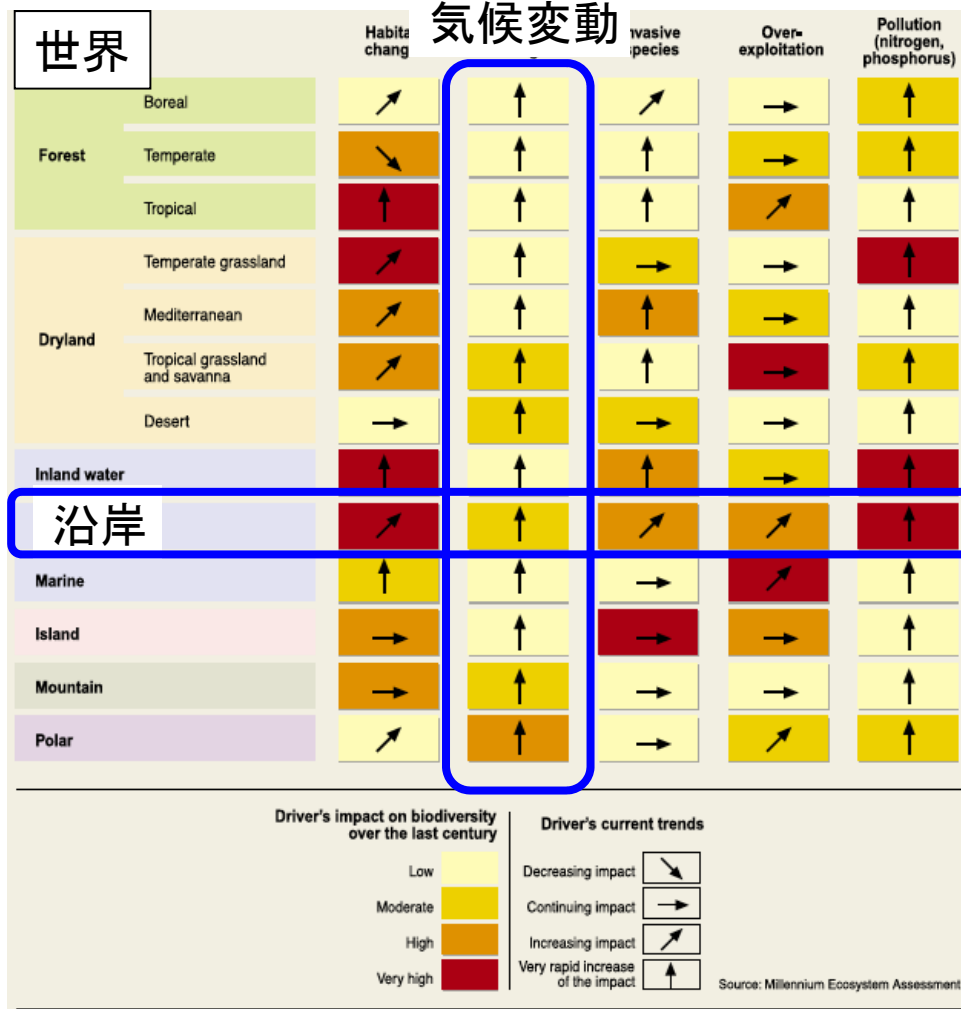 世界
気候変動
Habita
chang
nvasive
species
Over-
exploitation
Pollution
(nitrogen,
phosphorus)
Forest
Boreal
Temperate
Tropical
Dryland
Temperate grassland
Mediterranean
Tropical grassland
and savanna
Desert
Inland water
沿岸
Marine
Island
Mountain
Polar
Driver's impact on biodiversity
over the last century
Low
Moderate
High
Very high
Driver's current trends
Decreasing impact
Continuing impact
Increasing impact
Very rapid increase
of the impact
Source: Millennium Ecosystem Assessment